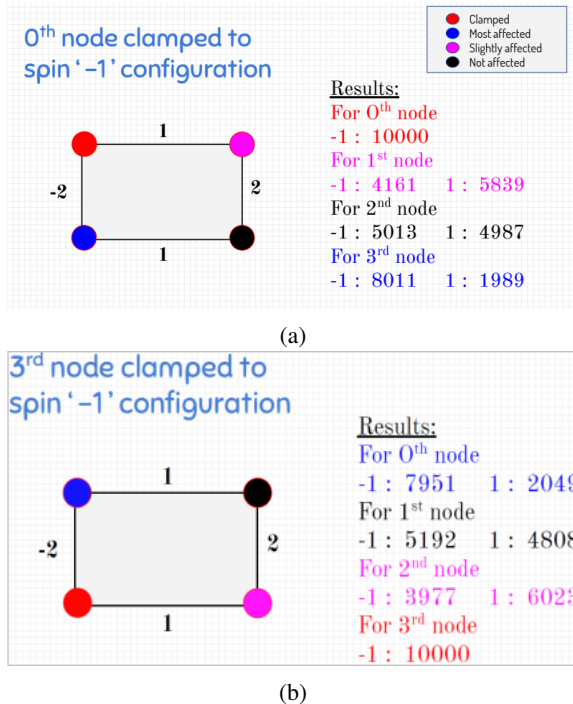 0th node clamped to
spin ‘-1’ configuration
Clamped
Most affected
Slightly affected
Not affected
1
-2
2
1
Results:
For 0th node
-1 : 10000
For 1st node
-1 : 4161 1 : 5839
For 2nd node
-1 : 5013 1 : 4987
For 3rd node
-1 : 8011 1 : 1989
(a)
3rd node clamped to
spin ‘-1’ configuration
1
-2
2
1
Results:
For 0th node
-1 : 7951 1 : 2049
For 1st node
-1 : 5192 1 : 4808
For 2nd node
-1 : 3977 1 : 6023
For 3rd node
-1 : 10000
(b)